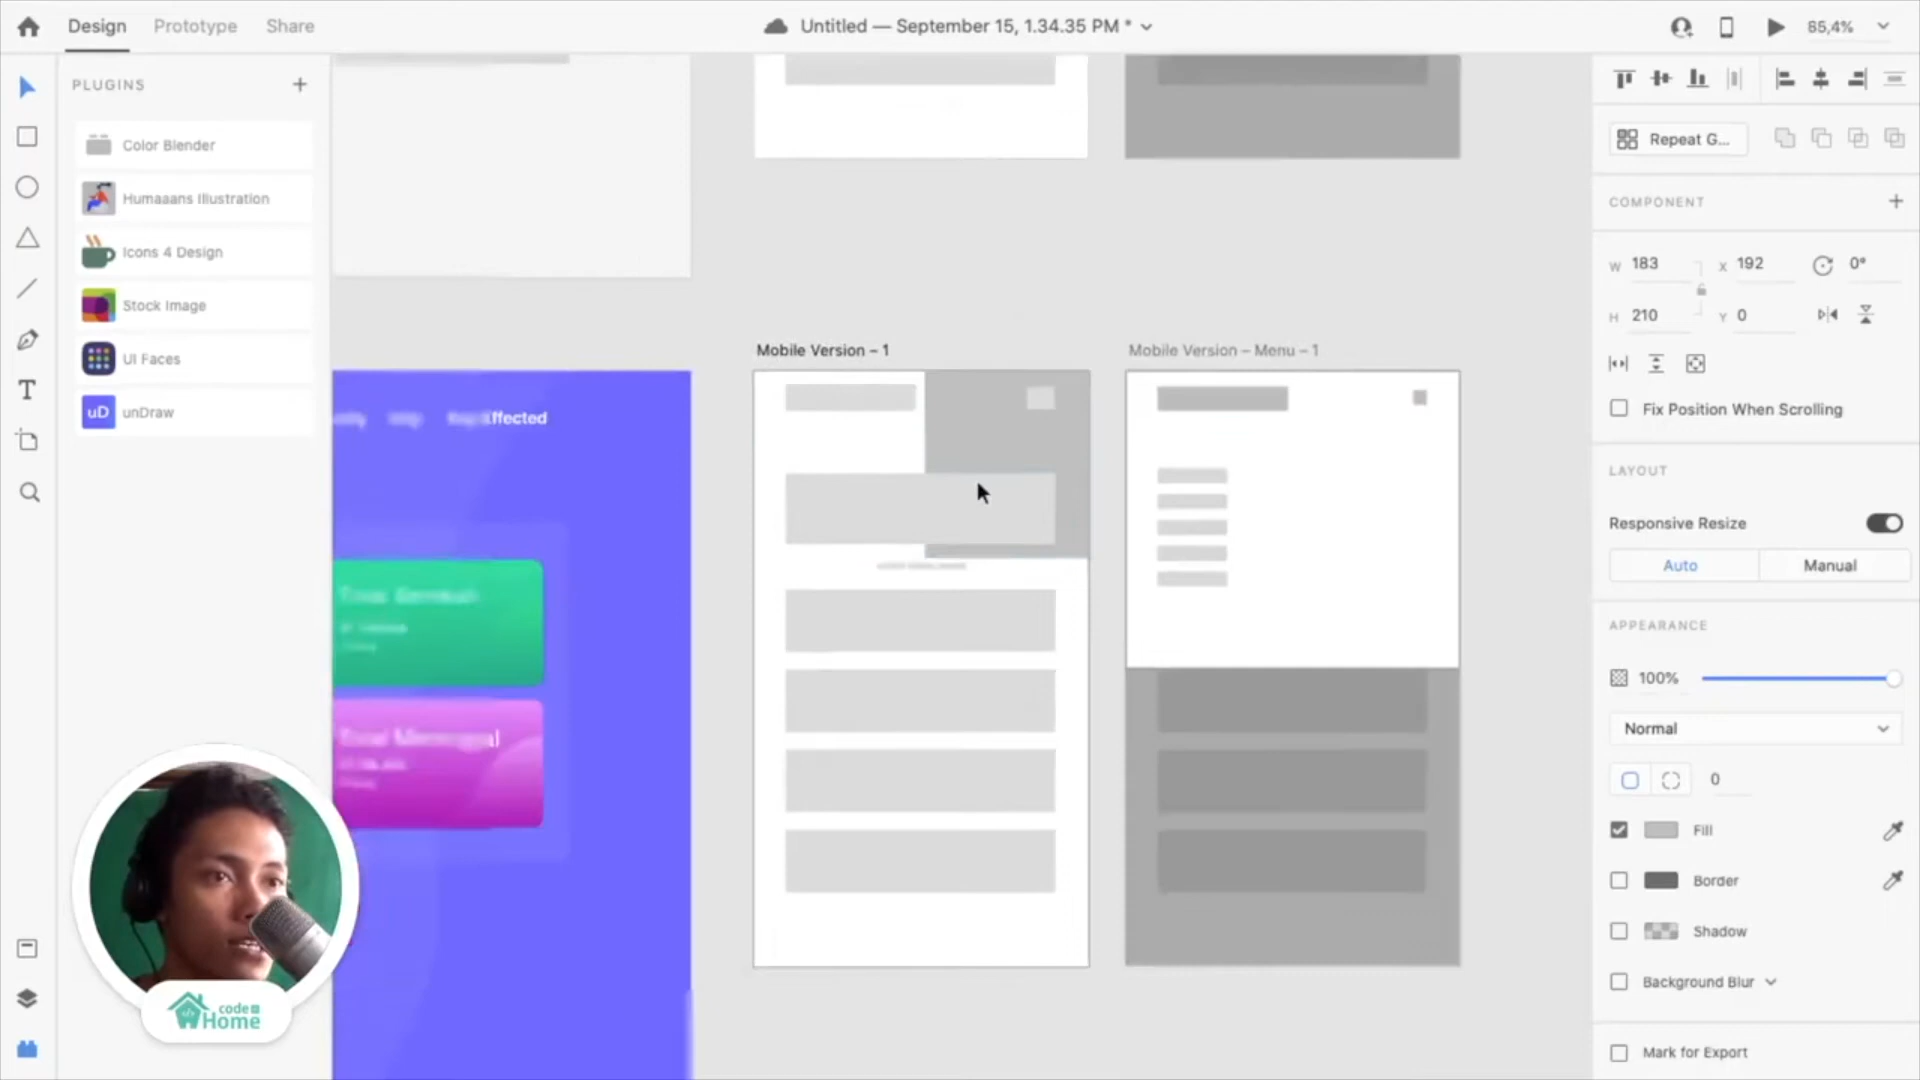 Design Prototype Share
Untitled — September 15, 1.34.35 PM *
65,4%
PLUGINS
Color Blender
Humaaans Illustration
Icons 4 Design
Stock Image
UI Faces
uD unDraw
T
ffected
Mobile Version – 1
Mobile Version – Menu – 1
Repeat G...
COMPONENT
W 183 X 192 0°
H 210 Y 0
Fix Position When Scrolling
LAYOUT
Responsive Resize
Auto Manual
APPEARANCE
100%
Normal
0
Fill
Border
Shadow
Background Blur
Mark for Export
code
Home